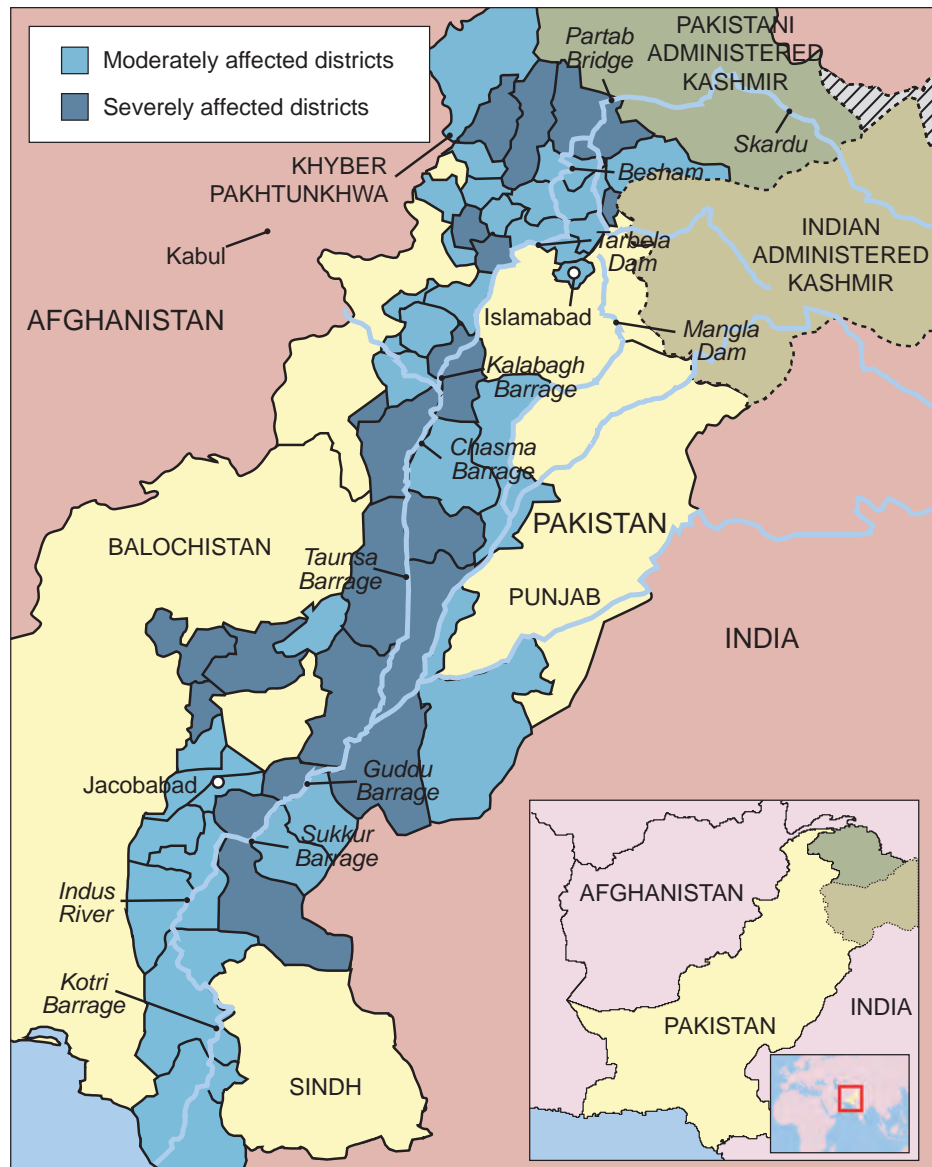 Moderately affected districts
Severely affected districts
Partab
Bridge
PAKISTANI
ADMINISTERED
KASHMIR
Skardu
KHYBER
PAKHTUNKHWA
Besham
Kabul
Tarbela
Dam
INDIAN
ADMINISTERED
KASHMIR
AFGHANISTAN
Islamabad
Mangla
Dam
Kalabagh
Barrage
Chasma
Barrage
PAKISTAN
BALOCHISTAN
Taunsa
Barrage
PUNJAB
INDIA
Jacobabad
Guddu
Barrage
Sukkur
Barrage
Indus
River
Kotri
Barrage
SINDH
AFGHANISTAN
PAKISTAN
INDIA